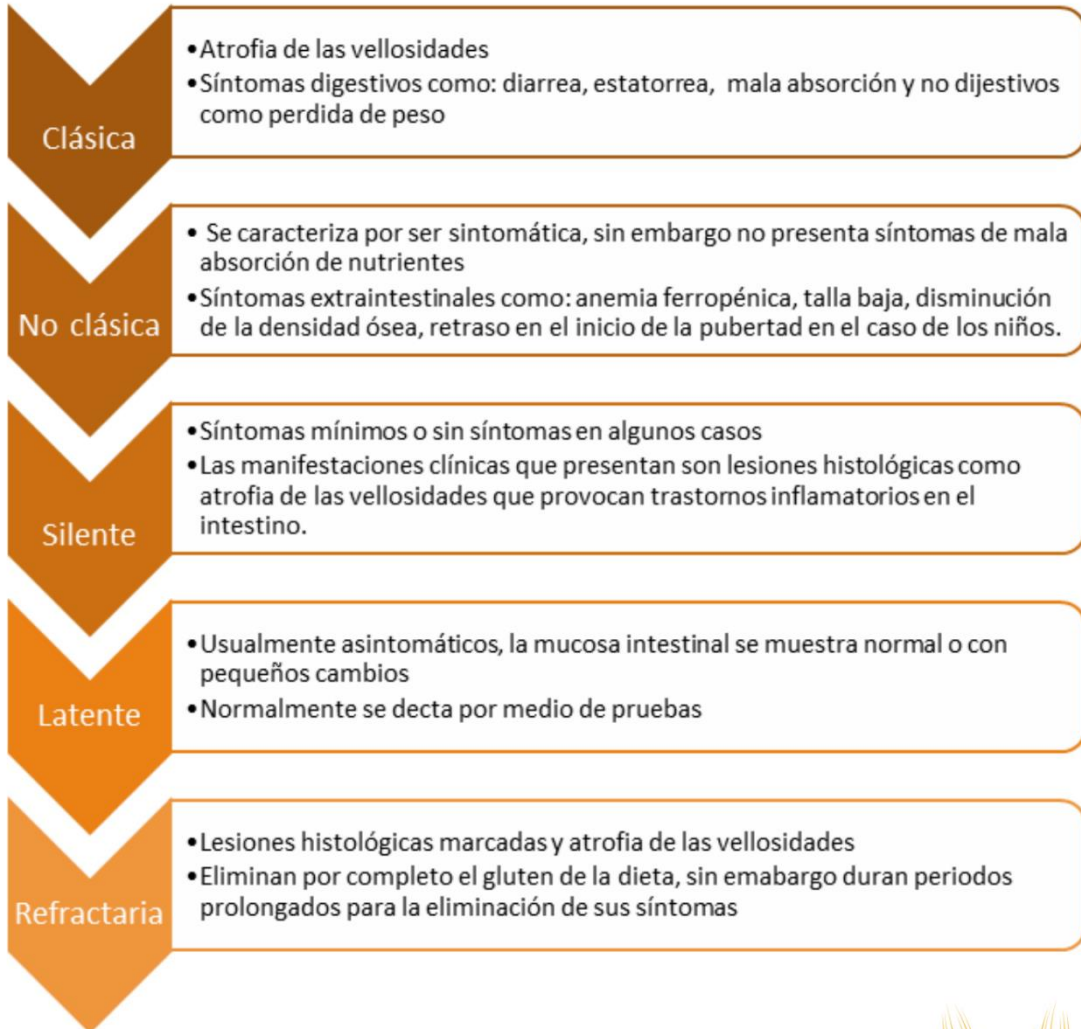 Clásica
•Atrofia de las vellosidades
•Síntomas digestivos como: diarrea, estatorrea, mala absorción y no dijestivos
como perdida de peso
No clásica
• Se caracteriza por ser sintomática, sin embargo no presenta síntomas de mala
absorción de nutrientes
•Síntomas extraintestinales como: anemia ferropénica, talla baja, disminución
de la densidad ósea, retraso en el inicio de la pubertad en el caso de los niños.
Silente
•Síntomas mínimos o sin síntomas en algunos casos
•Las manifestaciones clínicas que presentan son lesiones histológicas como
atrofia de las vellosidades que provocan trastornos inflamatorios en el
intestino.
Latente
•Usualmente asintomáticos, la mucosa intestinal se muestra normal o con
pequeños cambios
•Normalmente se decta por medio de pruebas
Refractaria
•Lesiones histológicas marcadas y atrofia de las vellosidades
•Eliminan por completo el gluten de la dieta, sin emabargo duran periodos
prolongados para la eliminación de sus síntomas